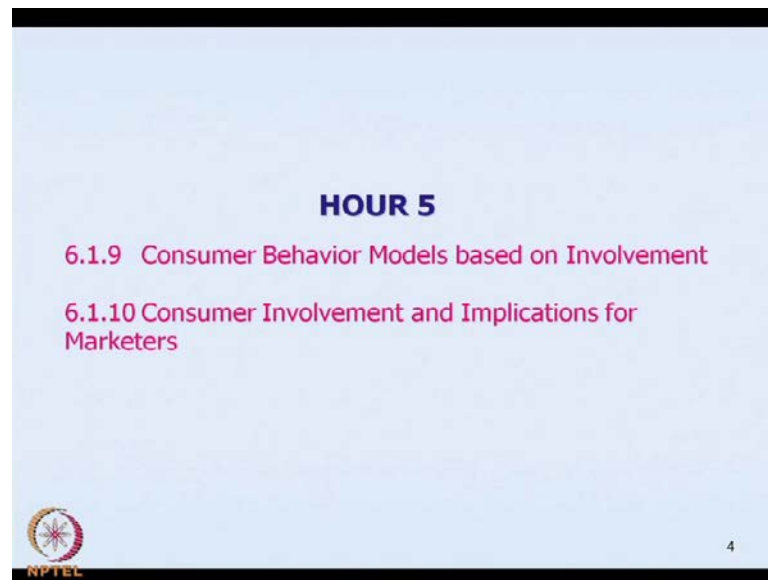 HOUR 5
6.1.9 Consumer Behavior Models based on Involvement
6.1.10 Consumer Involvement and Implications for
Marketers
4
NPTEL